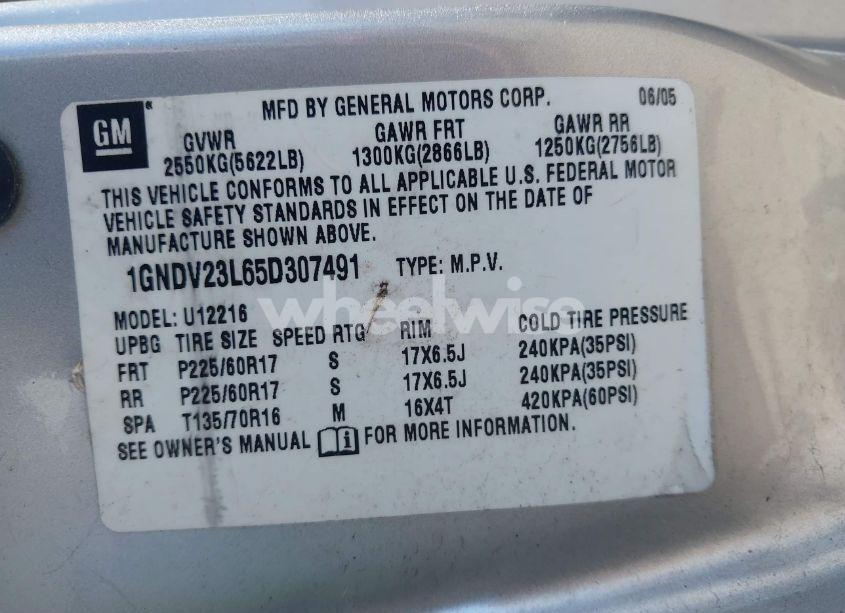 GM
MFD BY GENERAL MOTORS CORP. 06/05
GVWR GAWR FRT GAWR RR
2550KG(5622LB) 1300KG(2866LB) 1250KG(2756LB)
THIS VEHICLE CONFORMS TO ALL APPLICABLE U.S. FEDERAL MOTOR
VEHICLE SAFETY STANDARDS IN EFFECT ON THE DATE OF
MANUFACTURE SHOWN ABOVE.
1GNDV23L65D307491 TYPE: M.P.V.
wheelwise
MODEL: U12216
UPBG TIRE SIZE SPEED RTG RIM COLD TIRE PRESSURE
FRT P225/60R17 S 17X6.5J 240KPA(35PSI)
RR P225/60R17 S 17X6.5J 240KPA(35PSI)
SPA T135/70R16 M 16X4T 420KPA(60PSI)
SEE OWNER'S MANUAL i FOR MORE INFORMATION.